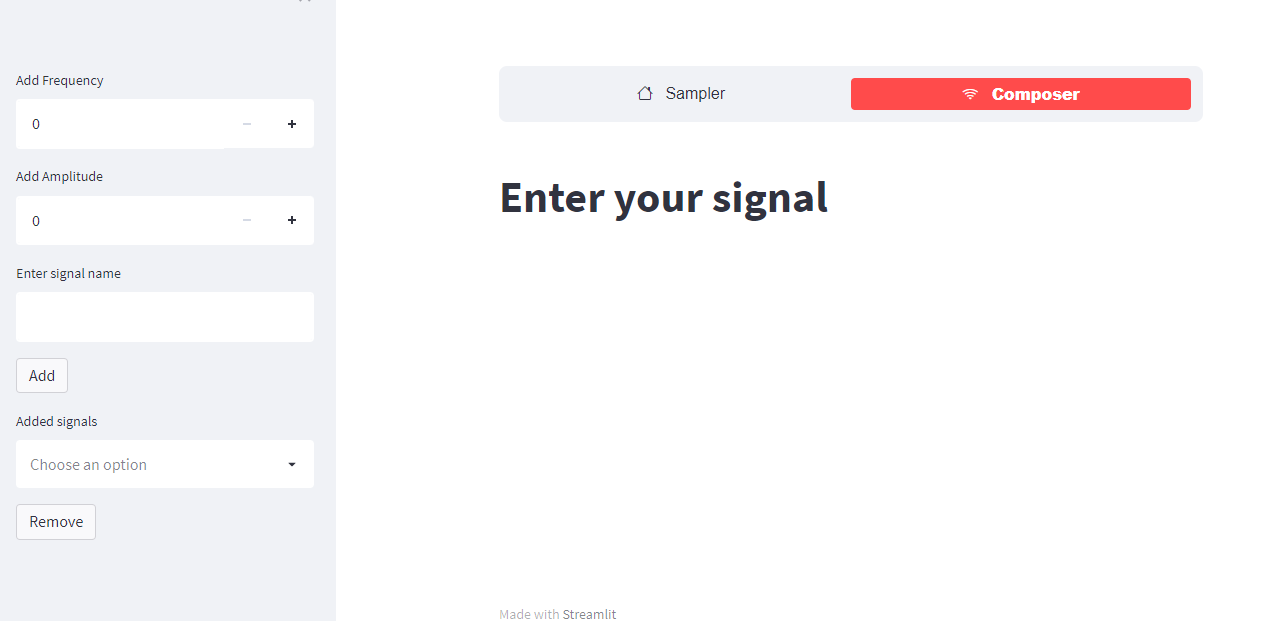 Add Frequency
0
Add Amplitude
0
Enter signal name
Add
Added signals
Choose an option
Remove
Sampler
Composer
Enter your signal
Made with Streamlit